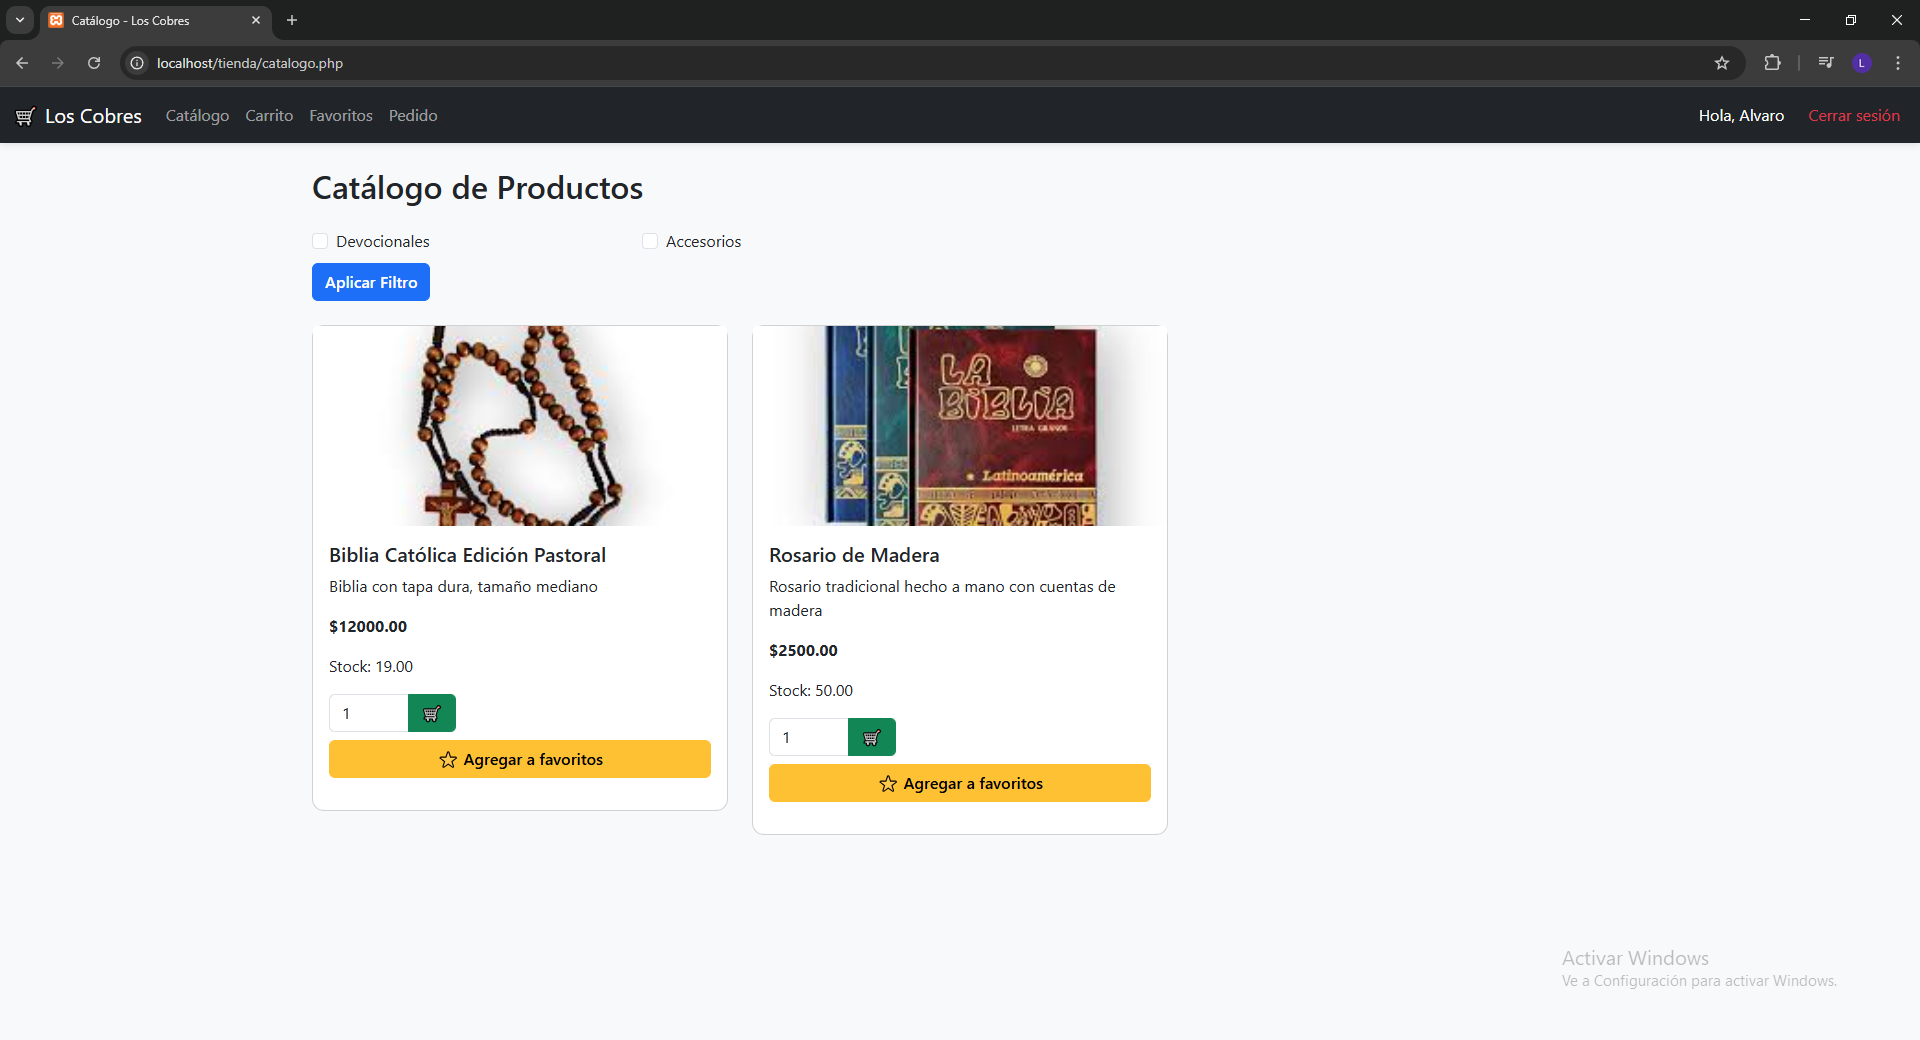 Catálogo - Los Cobres
localhost/tienda/catalogo.php
L
Los Cobres Catálogo Carrito Favoritos Pedido Hola, Alvaro Cerrar sesión
Catálogo de Productos
Devocionales Accesorios
Aplicar Filtro
LA
BIBLIA
LETRA GRANDE
Latinoamérica
Biblia Católica Edición Pastoral
Biblia con tapa dura, tamaño mediano
$12000.00
Stock: 19.00
1
Agregar a favoritos
Rosario de Madera
Rosario tradicional hecho a mano con cuentas de
madera
$2500.00
Stock: 50.00
1
Agregar a favoritos
Activar Windows
Ve a Configuración para activar Windows.